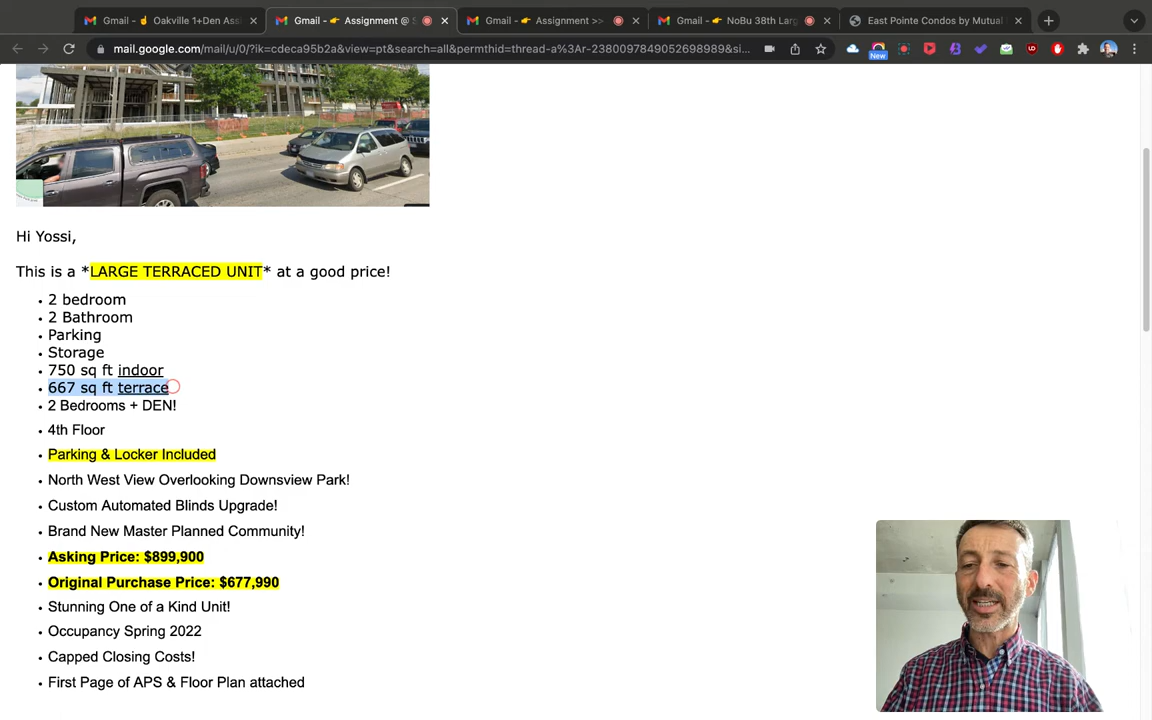 Gmail - ☝ Oakville 1+Den Assi
Gmail - 👉 Assignment @ S
Gmail - 👉 Assignment >>
Gmail - 👉 NoBu 38th Larg
East Pointe Condos by Mutual
mail.google.com/mail/u/0/?ik=cdeca95b2a&view=pt&search=all&permthid=thread-a%3Ar-2380097849052698989&si...
New
Hi Yossi,
This is a *LARGE TERRACED UNIT* at a good price!
• 2 bedroom
• 2 Bathroom
• Parking
• Storage
• 750 sq ft indoor
• 667 sq ft terrace
• 2 Bedrooms + DEN!
• 4th Floor
• Parking & Locker Included
• North West View Overlooking Downsview Park!
• Custom Automated Blinds Upgrade!
• Brand New Master Planned Community!
• Asking Price: $899,900
• Original Purchase Price: $677,990
• Stunning One of a Kind Unit!
• Occupancy Spring 2022
• Capped Closing Costs!
• First Page of APS & Floor Plan attached